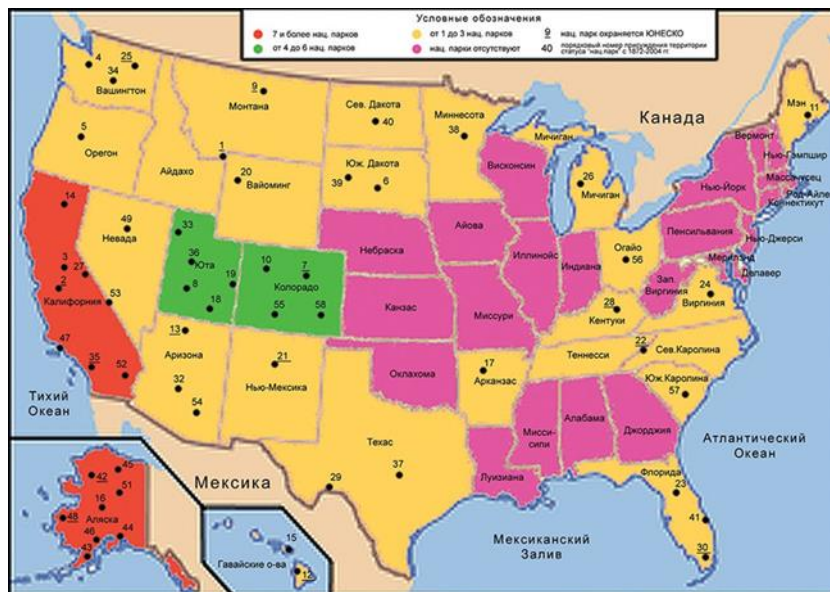 Условные обозначения
7 и более нац. парков
от 4 до 6 нац. парков
от 1 до 3 нац. парков
нац. парки отсутствуют
9 нац. парк охраняется ЮНЕСКО
40 порядковый номер присуждения территории
статуса "нац.парк" с 1872-2004 гг.
4
25
34
Вашингтон
5
Орегон
9
Монтана
1
Айдахо
20
Вайоминг
Сев. Дакота
40
Юж. Дакота
39
6
Миннесота
38
Висконсин
Мичиган
26
Мичиган
Канада
Мэн
11
Вермонт
Нью-Гэмпшир
Массачусец
Нью-Йорк
Род-Айле
Коннектикут
Пенсильвания
Нью-Джерси
Мериланд
Делавер
14
3
2
27
Калифорния
47
35
52
49
Невада
53
33
36
Юта
8
19
18
10
7
Колорадо
55
58
Небраска
Айова
Канзас
Миссури
Иллинойс
Индиана
Огайо
56
Зап.
Виргиния
24
Виргиния
28
Кентуки
22
Теннесси
Сев.Каролина
Юж.Каролина
57
13
Аризона
32
54
21
Нью-Мексика
Оклахома
17
Арканзас
Техас
37
29
Луизиана
Мисси-
сипи
Алабама
Джорджия
Флорида
23
41
30
Тихий
Океан
Атлантический
Океан
Мексика
Мексиканский
Залив
42
45
51
16
Аляска
48
46
44
43
15
Гавайские о-ва
12